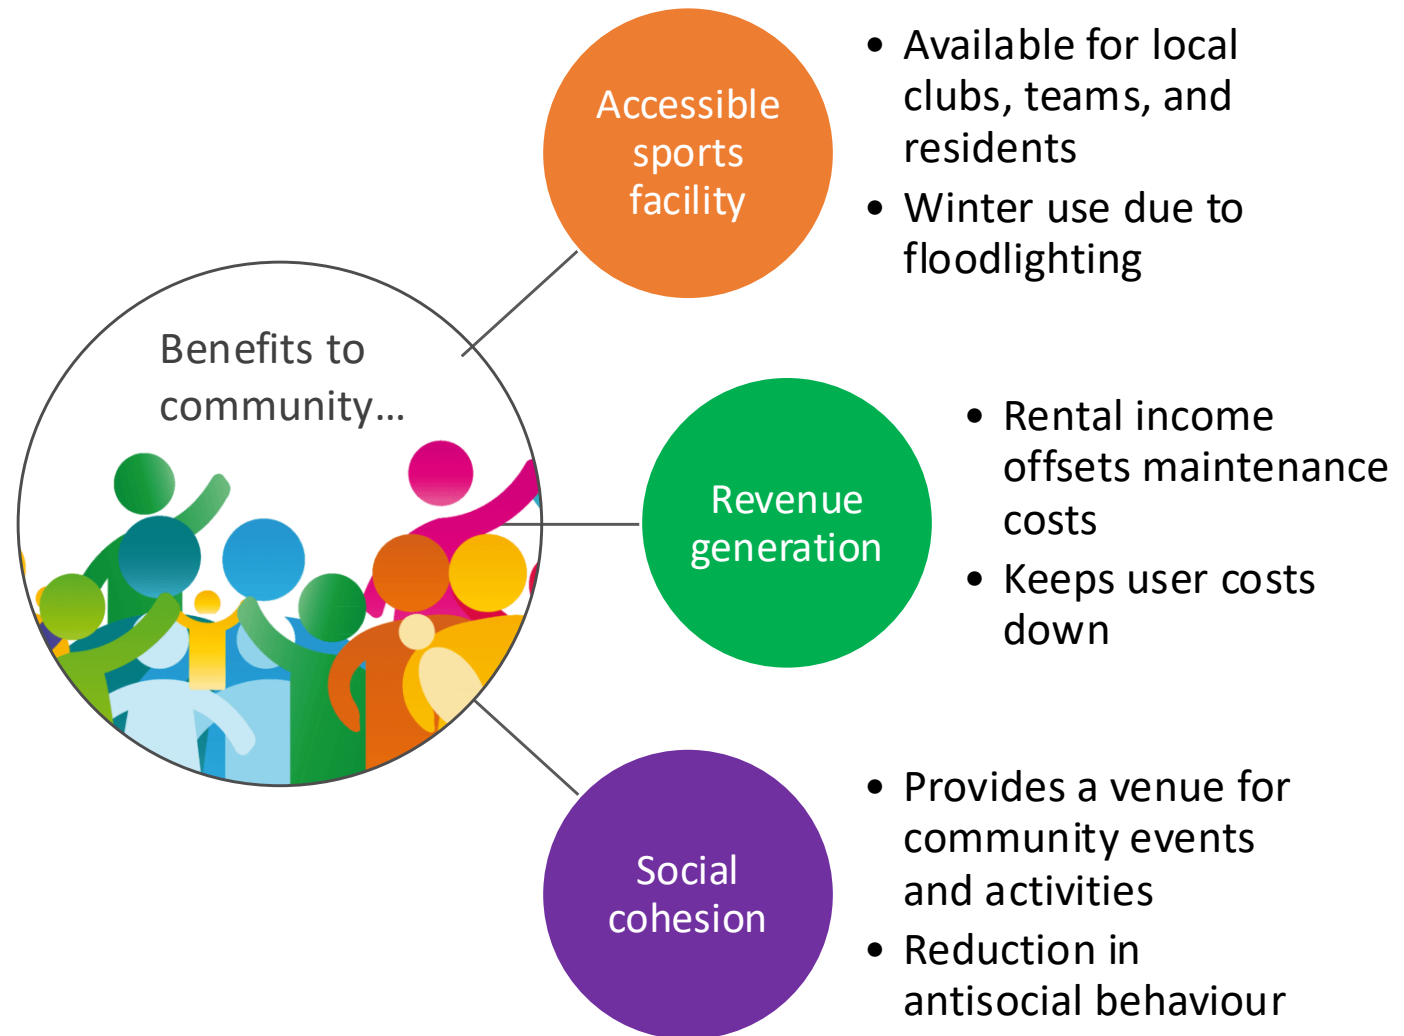 Benefits to
community…
Accessible
sports
facility
• Available for local
clubs, teams, and
residents
• Winter use due to
floodlighting
Revenue
generation
• Rental income
offsets maintenance
costs
• Keeps user costs
down
Social
cohesion
• Provides a venue for
community events
and activities
• Reduction in
antisocial behaviour